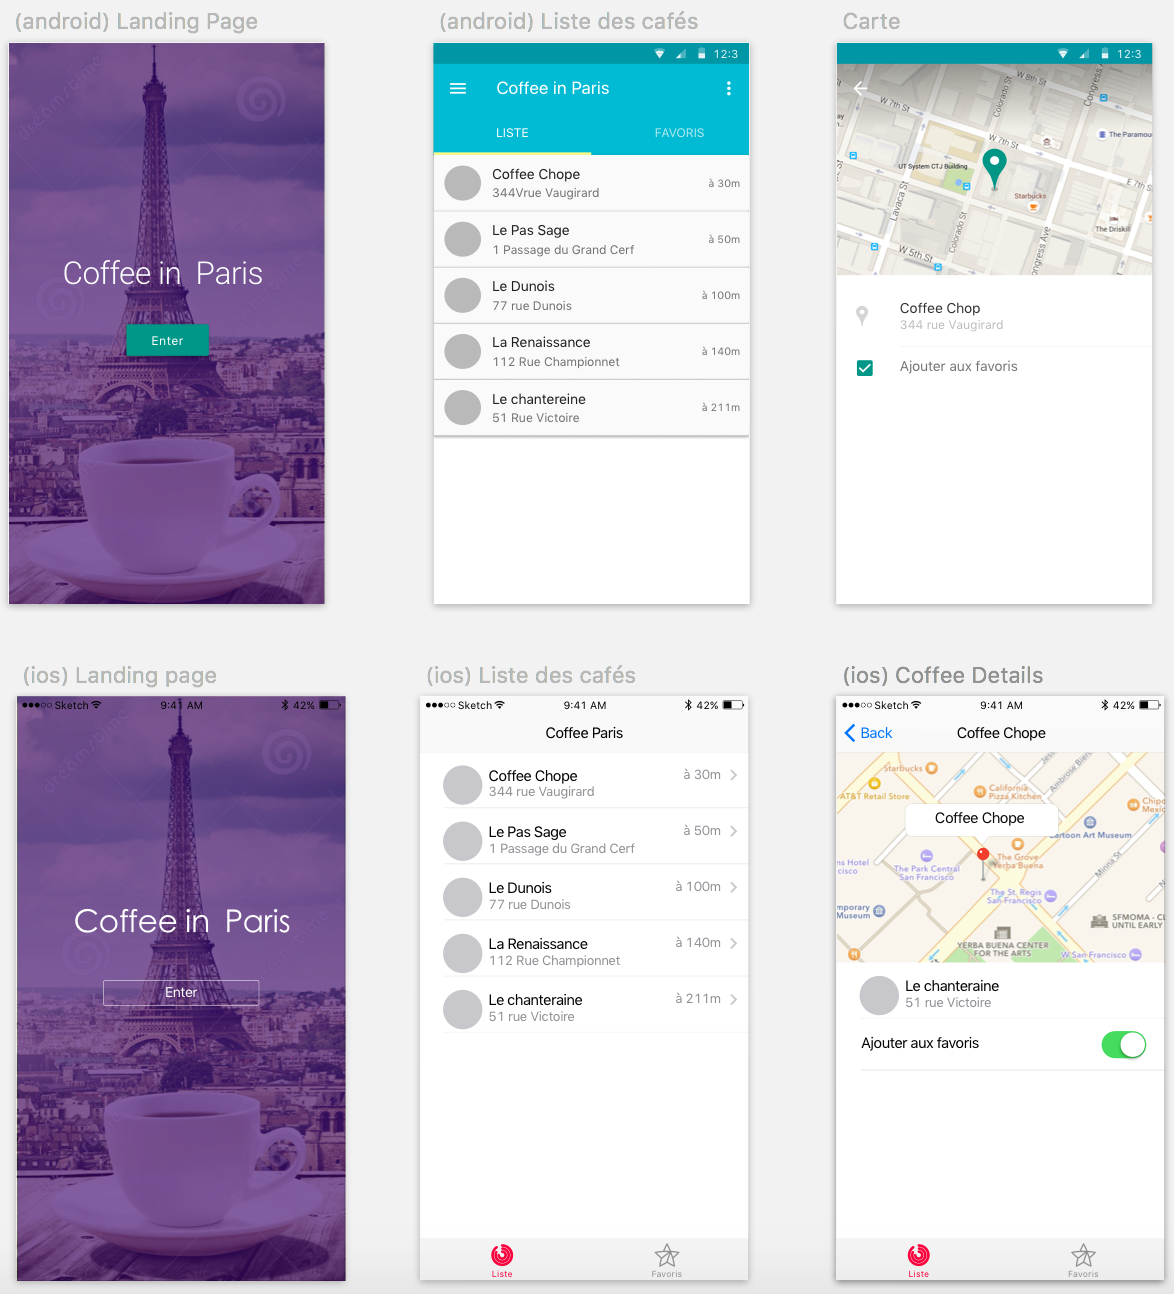 (android) Landing Page
Coffee in Paris
Enter
(android) Liste des cafés
12:3
Coffee in Paris
LISTE FAVORIS
Coffee Chope
344Vrue Vaugirard
à 30m
Le Pas Sage
1 Passage du Grand Cerf
à 50m
Le Dunois
77 rue Dunois
à 100m
La Renaissance
112 Rue Championnet
à 140m
Le chantereine
51 Rue Victoire
à 211m
Carte
12:3
W 8th St
Congress Ave
W 7th St
The Paramou
W 7th St
UT System CTJ Building
E 7th S
Lavaca St
Colorado St
Starbucks
Colorado St
The Driskill
W 5th St
Congress Ave
Coffee Chop
344 rue Vaugirard
Ajouter aux favoris
(ios) Landing page
Sketch 9:41 AM 42%
Coffee in Paris
Enter
(ios) Liste des cafés
Sketch 9:41 AM 42%
Coffee Paris
Coffee Chope
344 rue Vaugirard
à 30m
Le Pas Sage
1 Passage du Grand Cerf
à 50m
Le Dunois
77 rue Dunois
à 100m
La Renaissance
112 Rue Championnet
à 140m
Le chanteraine
51 rue Victoire
à 211m
Liste Favoris
(ios) Coffee Details
Sketch 9:41 AM 42%
Back Coffee Chope
Starbucks
Ambrose Bier
AT&T Retail Store
California
Pizza Kitchen
Chipo
Mexic
Coffee Chope
Cartoon Art Museum
ns Hotel
cisco
The Park Central
San Francisco
The Grove
Yerba Buena
Minna St
The St. Regis
San Francisco
mporary
Museum
SFMOMA - CL
UNTIL EARLY
YERBA BUENA CENTER
FOR THE ARTS
W San Francisco
Le chanteraine
51 rue Victoire
Ajouter aux favoris
Liste Favoris